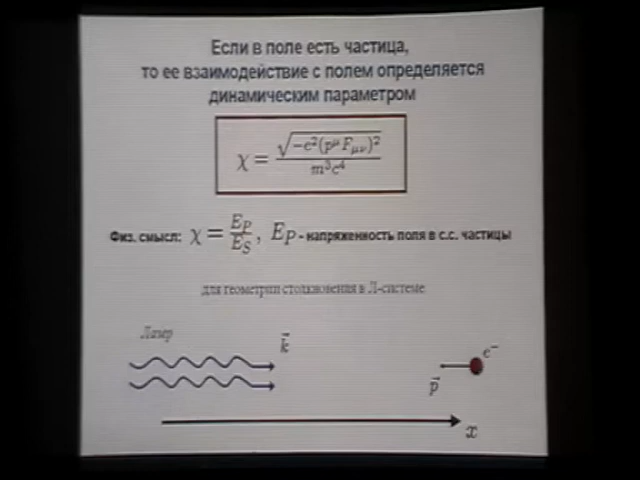 Если в поле есть частица,
то ее взаимодействие с полем определяется
динамическим параметром
χ = √(−e²(p^μ F_μν)²) / m³c⁴
Физ. смысл: χ = E_P / E_S , E_P - напряженность поля в с.с. частицы
для геометрии столкновения в Л-системе
Лазер
k⃗
e⁻
p⃗
x